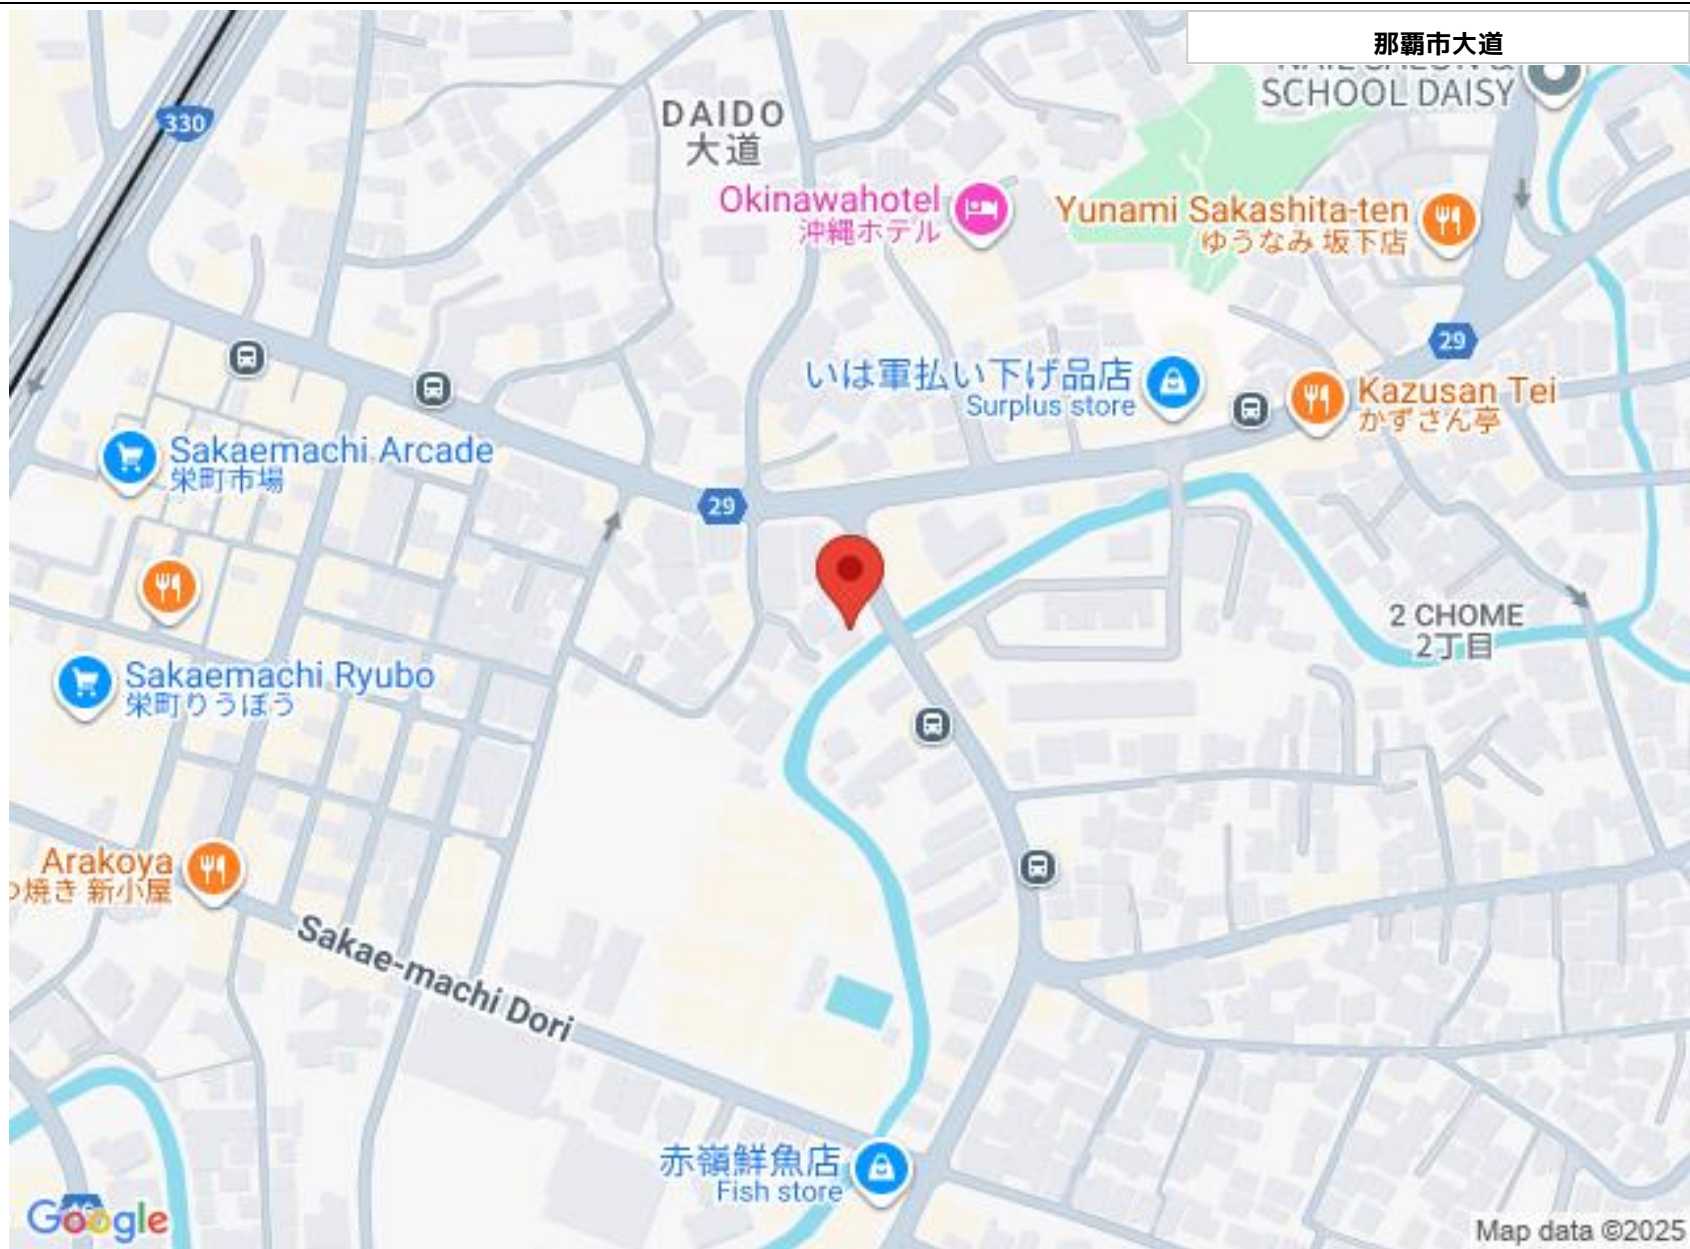 那覇市大道
SCHOOL DAISY
330
DAIDO
大道
Okinawahotel
沖縄ホテル
Yunami Sakashita-ten
ゆうなみ 坂下店
29
いは軍払い下げ品店
Surplus store
Kazusan Tei
かずさん亭
Sakaemachi Arcade
栄町市場
29
2 CHOME
2丁目
Sakaemachi Ryubo
栄町りうぼう
Arakoya
焼き 新小屋
Sakae-machi Dori
赤嶺鮮魚店
Fish store
Google
Map data ©2025